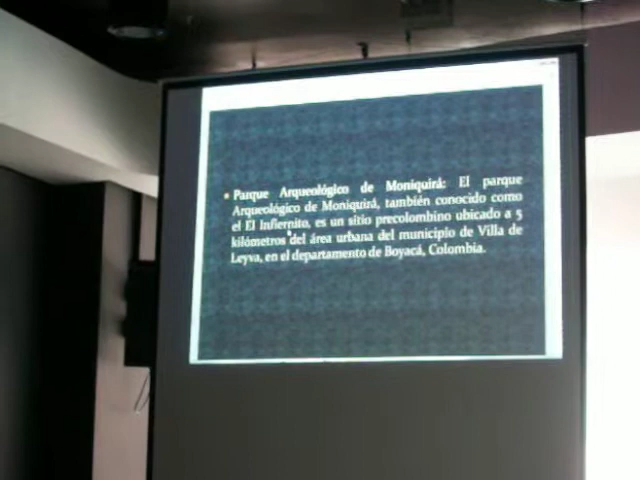 Parque Arqueológico de Moniquirá: El parque
Arqueológico de Moniquirá, también conocido como
el El Infiernito, es un sitio precolombino ubicado a 5
kilómetros del área urbana del municipio de Villa de
Leyva, en el departamento de Boyacá, Colombia.